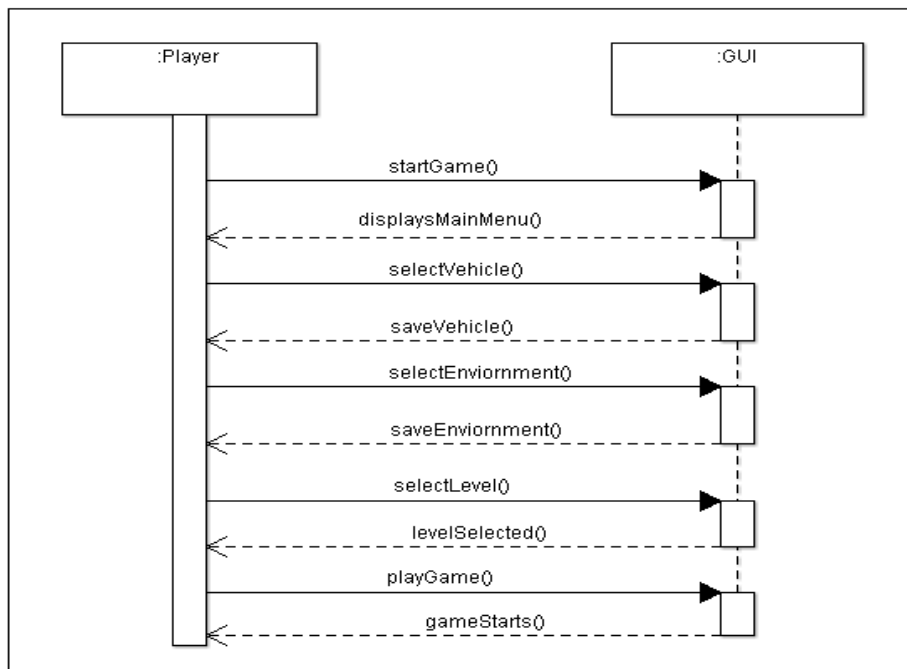 :Player
:GUI
startGame()
displaysMainMenu()
selectVehicle()
saveVehicle()
selectEnviornment()
saveEnviornment()
selectLevel()
levelSelected()
playGame()
gameStarts()